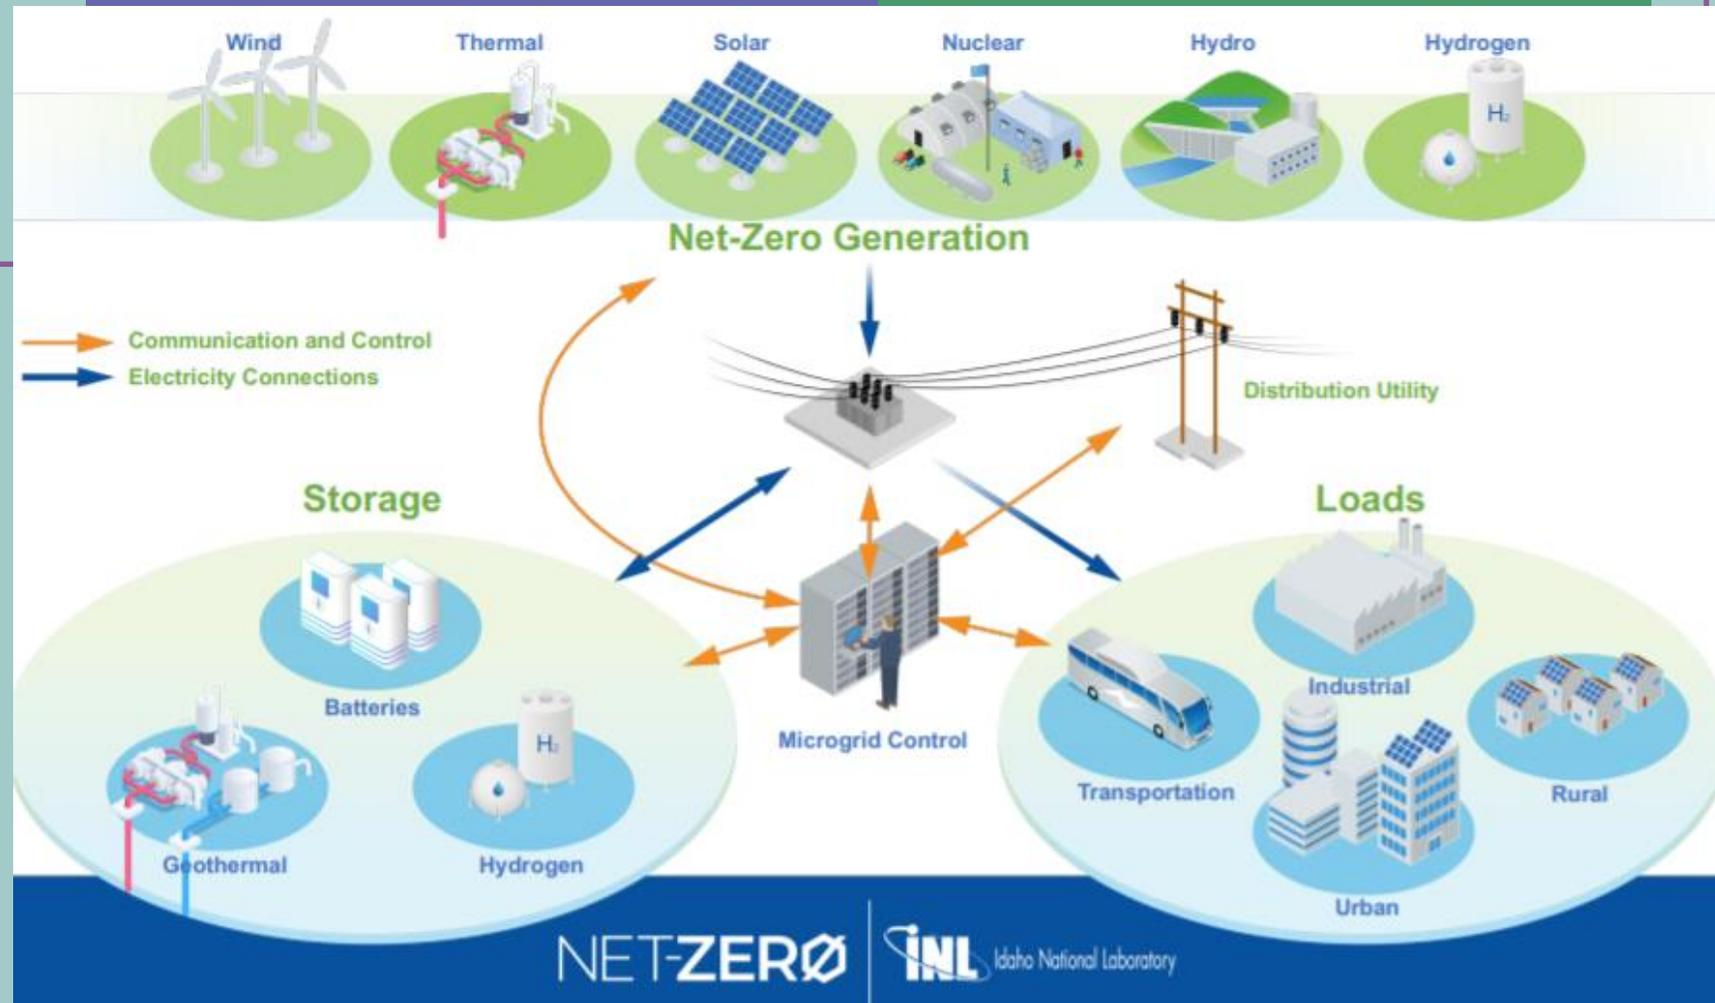 Wind
Thermal
Solar
Nuclear
Hydro
Hydrogen
H₂
Net-Zero Generation
Communication and Control
Electricity Connections
Distribution Utility
Storage
Loads
Batteries
Industrial
H₂
Microgrid Control
Transportation
Rural
Geothermal
Hydrogen
Urban
NET-ZERØ
INL Idaho National Laboratory